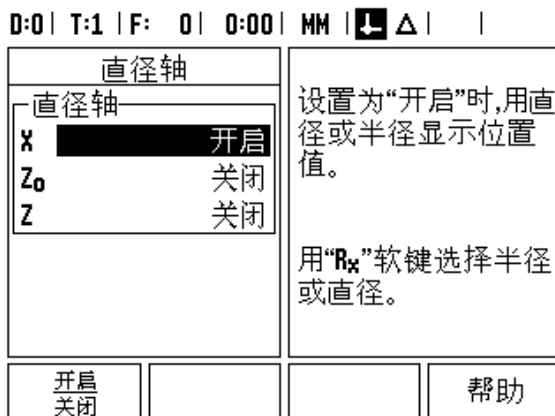 D:0 | T:1 | F: 0 | 0:00 | MM
直径轴
直径轴
X 开启
Zo 关闭
Z 关闭
设置为“开启”时,用直
径或半径显示位置
值。
用“Rx”软键选择半径
或直径。
开启
关闭
帮助